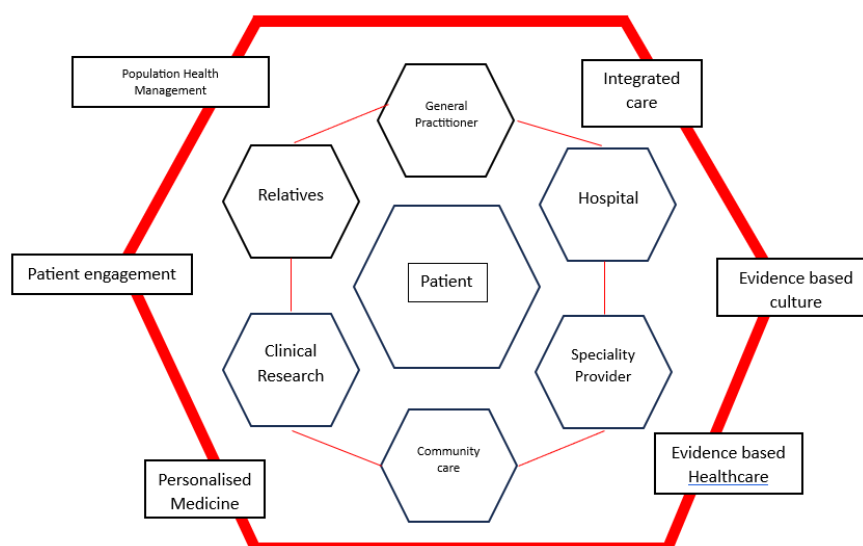 Population Health
Management
General
Practitioner
Integrated
care
Relatives
Hospital
Patient engagement
Patient
Evidence based
culture
Clinical
Research
Speciality
Provider
Community
care
Personalised
Medicine
Evidence based
Healthcare